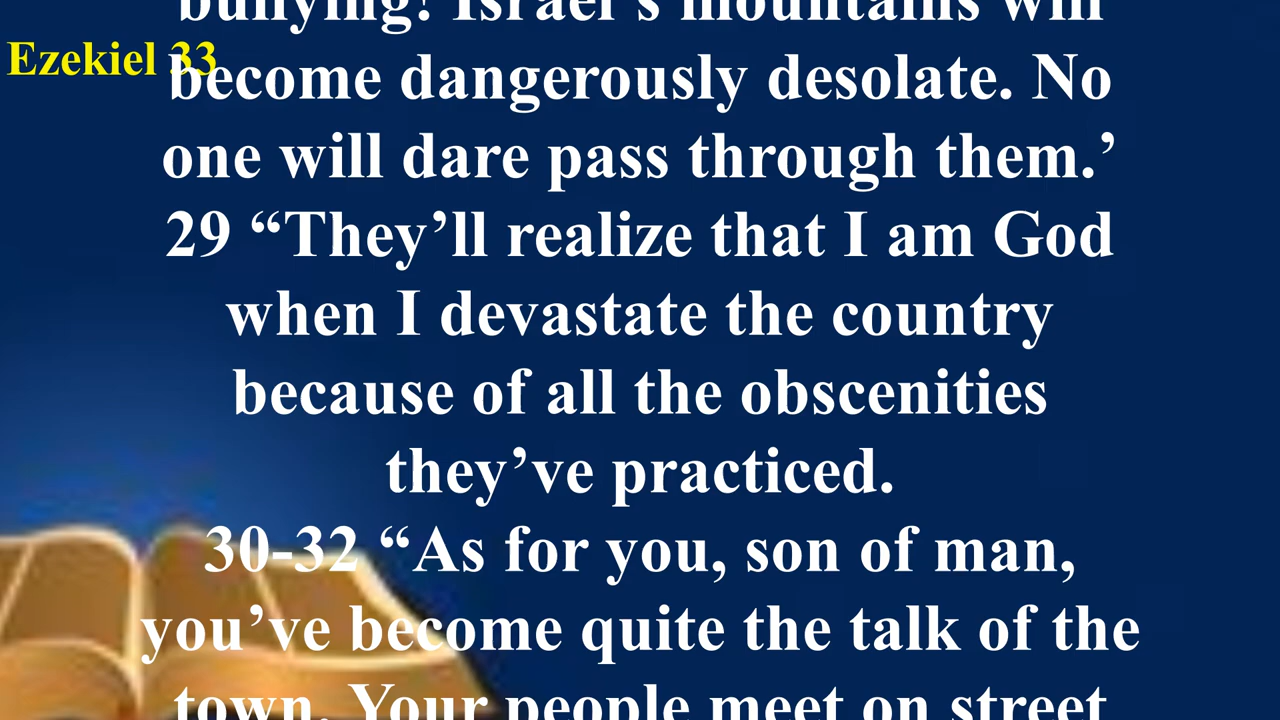 bullying! Israel's mountains will
Ezekiel 33
become dangerously desolate. No
one will dare pass through them.’
29 “They’ll realize that I am God
when I devastate the country
because of all the obscenities
they’ve practiced.
30-32 “As for you, son of man,
you’ve become quite the talk of the
town. Your people meet on street